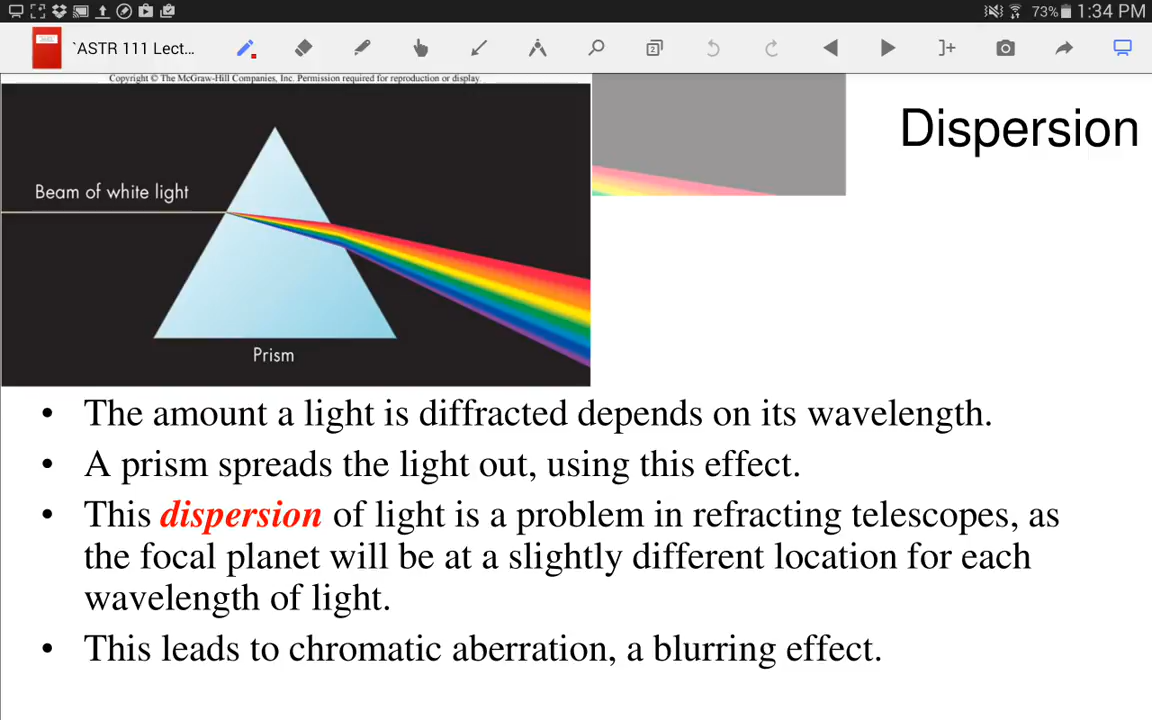 73% 1:34 PM
`ASTR 111 Lect...
2
Copyright © The McGraw-Hill Companies, Inc. Permission required for reproduction or display.
Dispersion
Beam of white light
Prism
• The amount a light is diffracted depends on its wavelength.
• A prism spreads the light out, using this effect.
• This dispersion of light is a problem in refracting telescopes, as
the focal planet will be at a slightly different location for each
wavelength of light.
• This leads to chromatic aberration, a blurring effect.